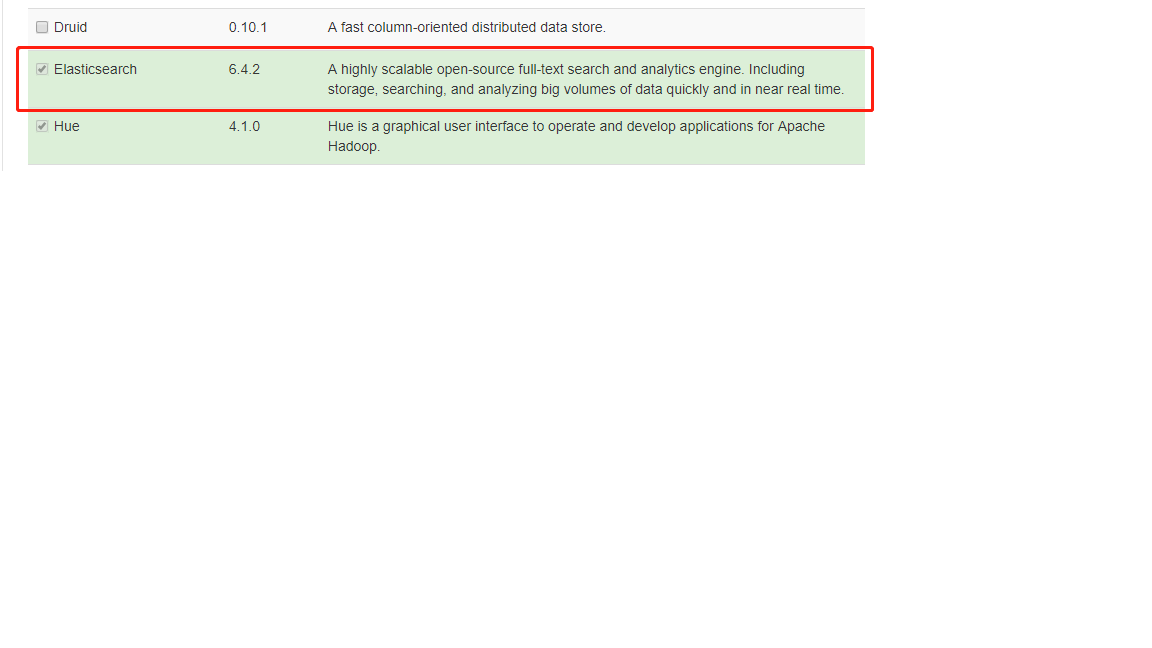 Druid 0.10.1 A fast column-oriented distributed data store.
Elasticsearch 6.4.2 A highly scalable open-source full-text search and analytics engine. Including
storage, searching, and analyzing big volumes of data quickly and in near real time.
Hue 4.1.0 Hue is a graphical user interface to operate and develop applications for Apache
Hadoop.